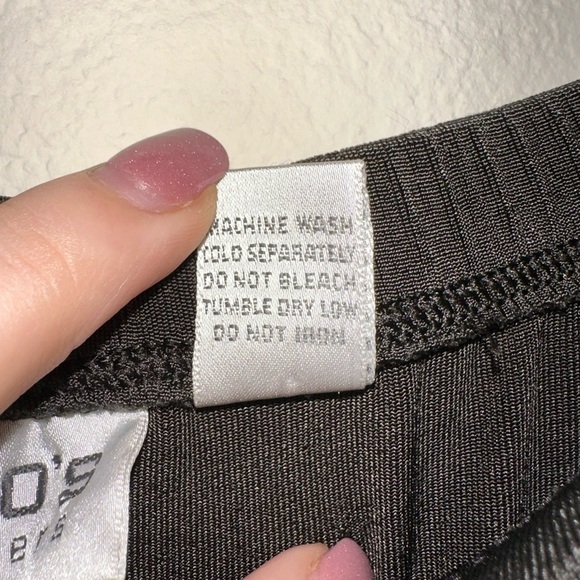 MACHINE WASH
COLD SEPARATELY
DO NOT BLEACH
TUMBLE DRY LOW
DO NOT IRON
O'S